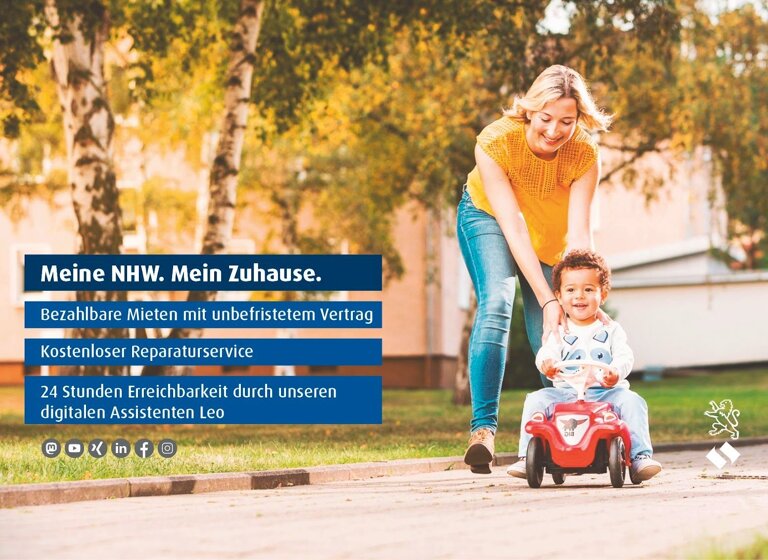 Meine NHW. Mein Zuhause.
Bezahlbare Mieten mit unbefristetem Vertrag
Kostenloser Reparaturservice
24 Stunden Erreichbarkeit durch unseren
digitalen Assistenten Leo
BIG